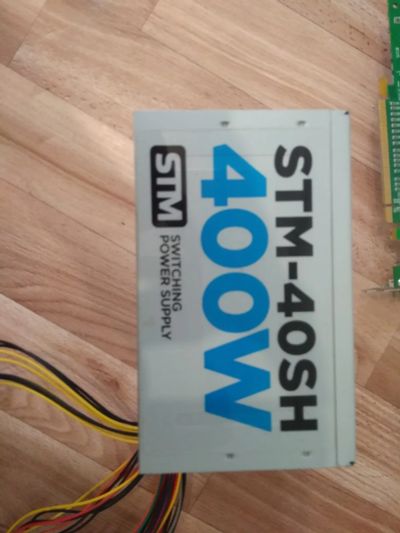 STM-40SH
400W
STM
SWITCHING
POWER SUPPLY